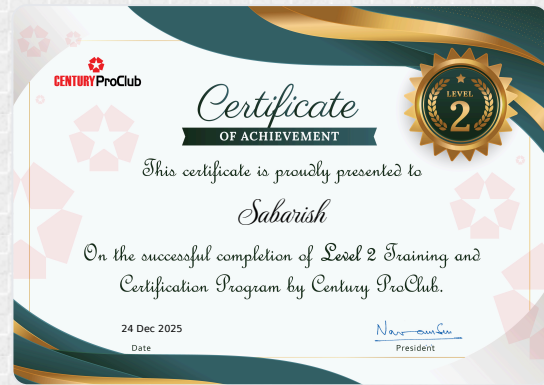 CENTURY ProClub
Certificate
OF ACHIEVEMENT
LEVEL
2
This certificate is proudly presented to
Sabarish
On the successful completion of Level 2 Training and
Certification Program by Century ProClub.
24 Dec 2025
Date
President